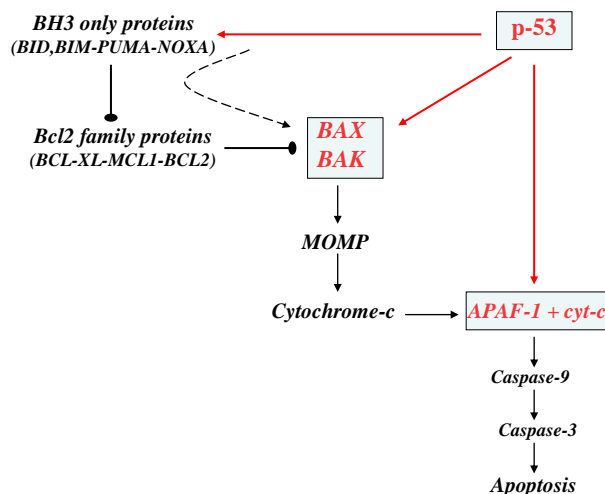 BH3 only proteins
(BID,BIM-PUMA-NOXA)
p-53
Bcl2 family proteins
(BCL-XL-MCL1-BCL2)
BAX
BAK
MOMP
Cytochrome-c
APAF-1 + cyt-c
Caspase-9
Caspase-3
Apoptosis